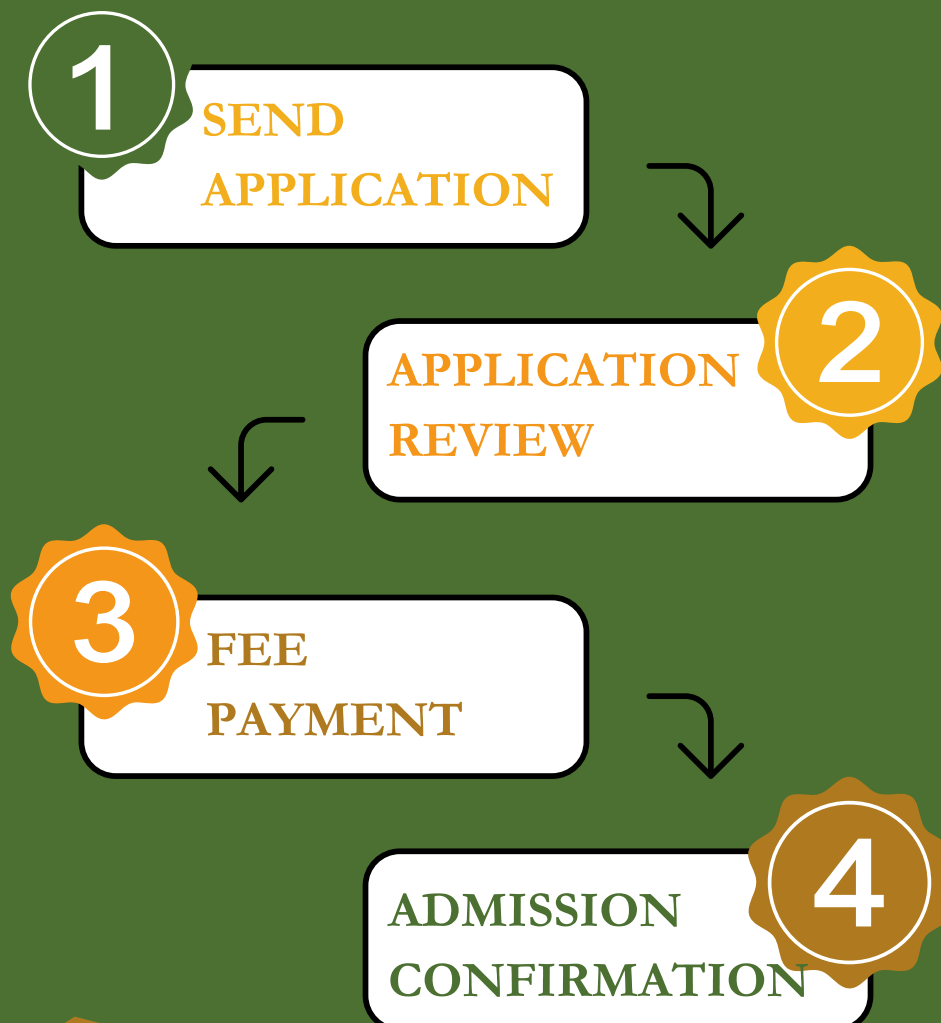 1
SEND
APPLICATION
2
APPLICATION
REVIEW
3
FEE
PAYMENT
4
ADMISSION
CONFIRMATION